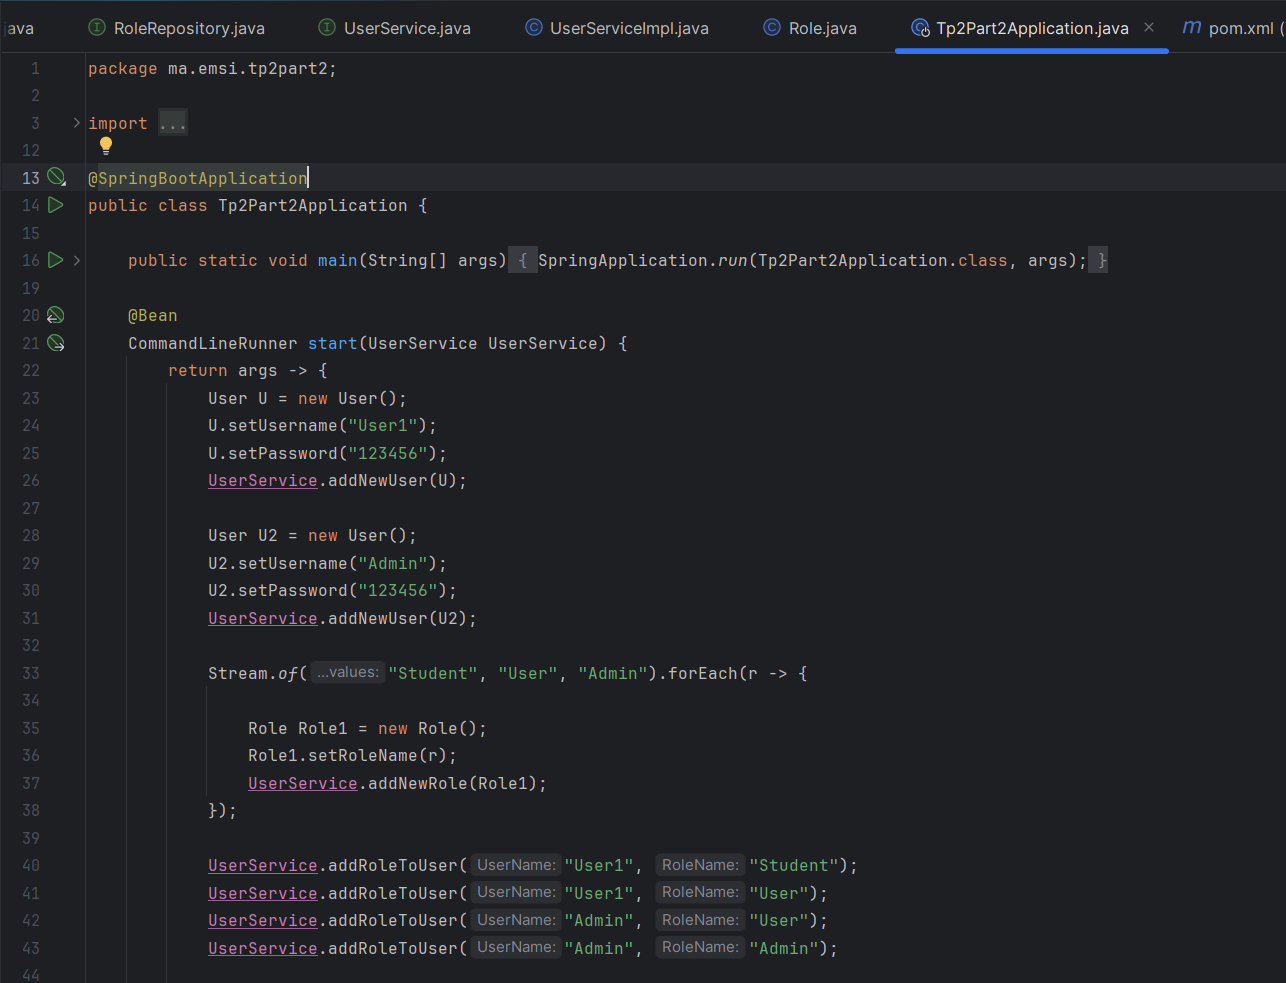 java RoleRepository.java UserService.java UserServiceImpl.java Role.java Tp2Part2Application.java pom.xml (
1 package ma.emsi.tp2part2;
2
3 import ...
12
13 @SpringBootApplication
14 public class Tp2Part2Application {
15
16 public static void main(String[] args) { SpringApplication.run(Tp2Part2Application.class, args); }
19
20 @Bean
21 CommandLineRunner start(UserService UserService) {
22 return args -> {
23 User U = new User();
24 U.setUsername("User1");
25 U.setPassword("123456");
26 UserService.addNewUser(U);
27
28 User U2 = new User();
29 U2.setUsername("Admin");
30 U2.setPassword("123456");
31 UserService.addNewUser(U2);
32
33 Stream.of( ...values: "Student", "User", "Admin").forEach(r -> {
34
35 Role Role1 = new Role();
36 Role1.setRoleName(r);
37 UserService.addNewRole(Role1);
38 });
39
40 UserService.addRoleToUser( UserName: "User1", RoleName: "Student");
41 UserService.addRoleToUser( UserName: "User1", RoleName: "User");
42 UserService.addRoleToUser( UserName: "Admin", RoleName: "User");
43 UserService.addRoleToUser( UserName: "Admin", RoleName: "Admin");
44